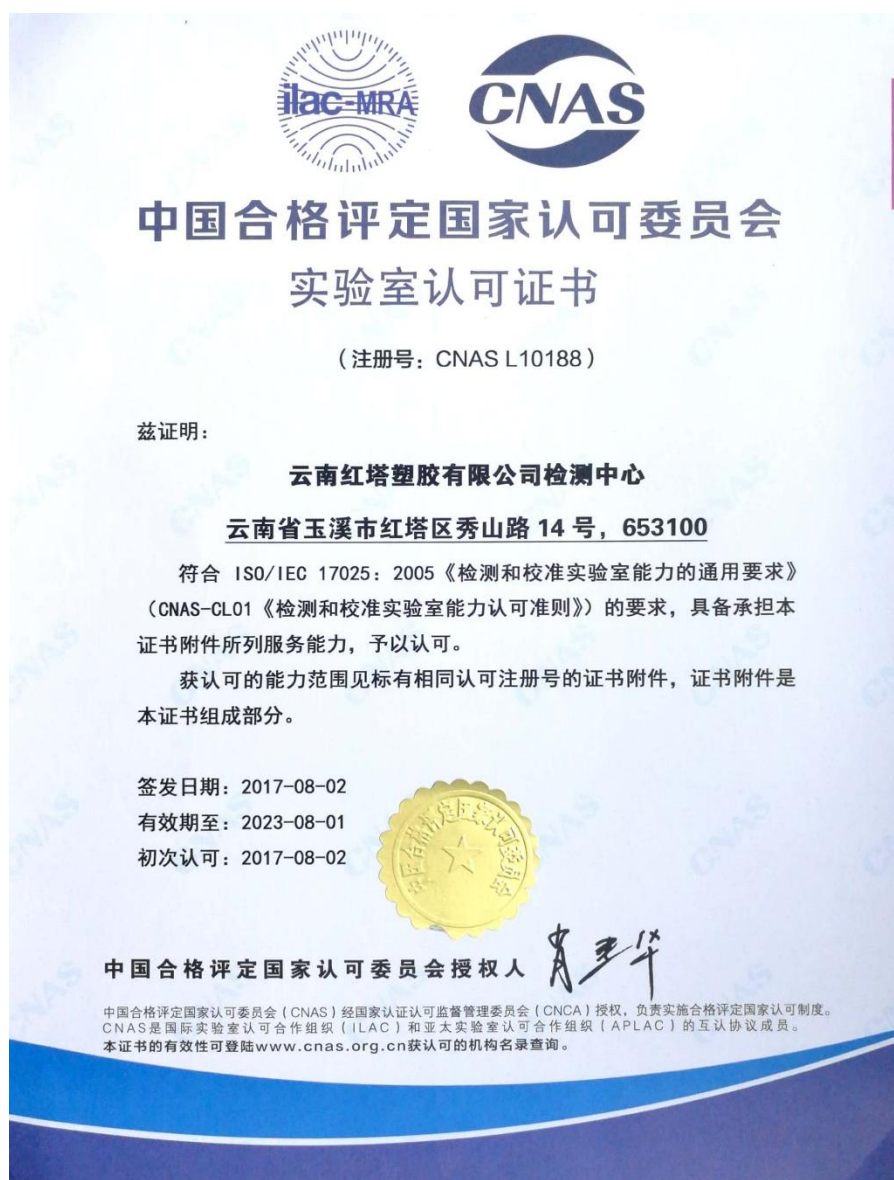 ilac-MRA
CNAS
中国合格评定国家认可委员会
实验室认可证书
（注册号：CNAS L10188）
兹证明：
云南红塔塑胶有限公司检测中心
云南省玉溪市红塔区秀山路 14 号，653100
符合 ISO/IEC 17025：2005《检测和校准实验室能力的通用要求》
（CNAS-CL01《检测和校准实验室能力认可准则》）的要求，具备承担本
证书附件所列服务能力，予以认可。
获认可的能力范围见标有相同认可注册号的证书附件，证书附件是
本证书组成部分。
签发日期：2017-08-02
有效期至：2023-08-01
初次认可：2017-08-02
中国合格评定国家认可委员会
中国合格评定国家认可委员会授权人
中国合格评定国家认可委员会（CNAS）经国家认证认可监督管理委员会（CNCA）授权，负责实施合格评定国家认可制度。
CNAS是国际实验室认可合作组织（ILAC）和亚太实验室认可合作组织（APLAC）的互认协议成员。
本证书的有效性可登陆www.cnas.org.cn获认可的机构名录查询。